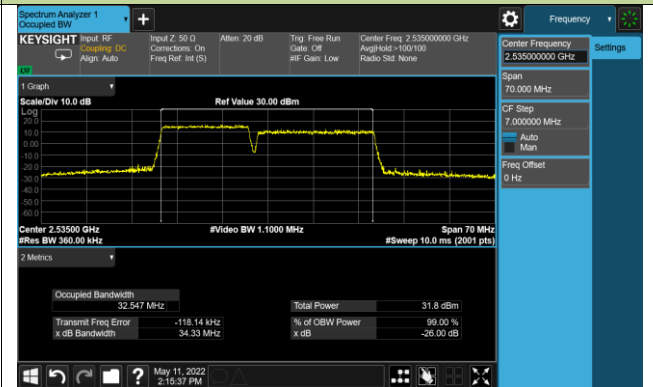 Spectrum Analyzer 1
Occupied BW
Frequency
KEYSIGHT
Input: RF
Coupling: DC
Align: Auto
Input Z: 50 Ω
Corrections: On
Freq Ref: Int (S)
Atten: 20 dB
Trig: Free Run
Gate: Off
#IF Gain: Low
Center Freq: 2.535000000 GHz
Avg|Hold:>100/100
Radio Std: None
Center Frequency
2.535000000 GHz
Settings
Span
70.000 MHz
CF Step
7.000000 MHz
Auto
Man
Freq Offset
0 Hz
1 Graph
Scale/Div 10.0 dB
Ref Value 30.00 dBm
Log
20.0
10.0
0.00
-10.0
-20.0
-30.0
-40.0
-50.0
-60.0
Center 2.53500 GHz
#Video BW 1.1000 MHz
Span 70 MHz
#Res BW 360.00 kHz
#Sweep 10.0 ms (2001 pts)
2 Metrics
Occupied Bandwidth
32.547 MHz
Total Power
31.8 dBm
Transmit Freq Error
-118.14 kHz
% of OBW Power
99.00 %
x dB Bandwidth
34.33 MHz
x dB
-26.00 dB
May 11, 2022
2:15:37 PM